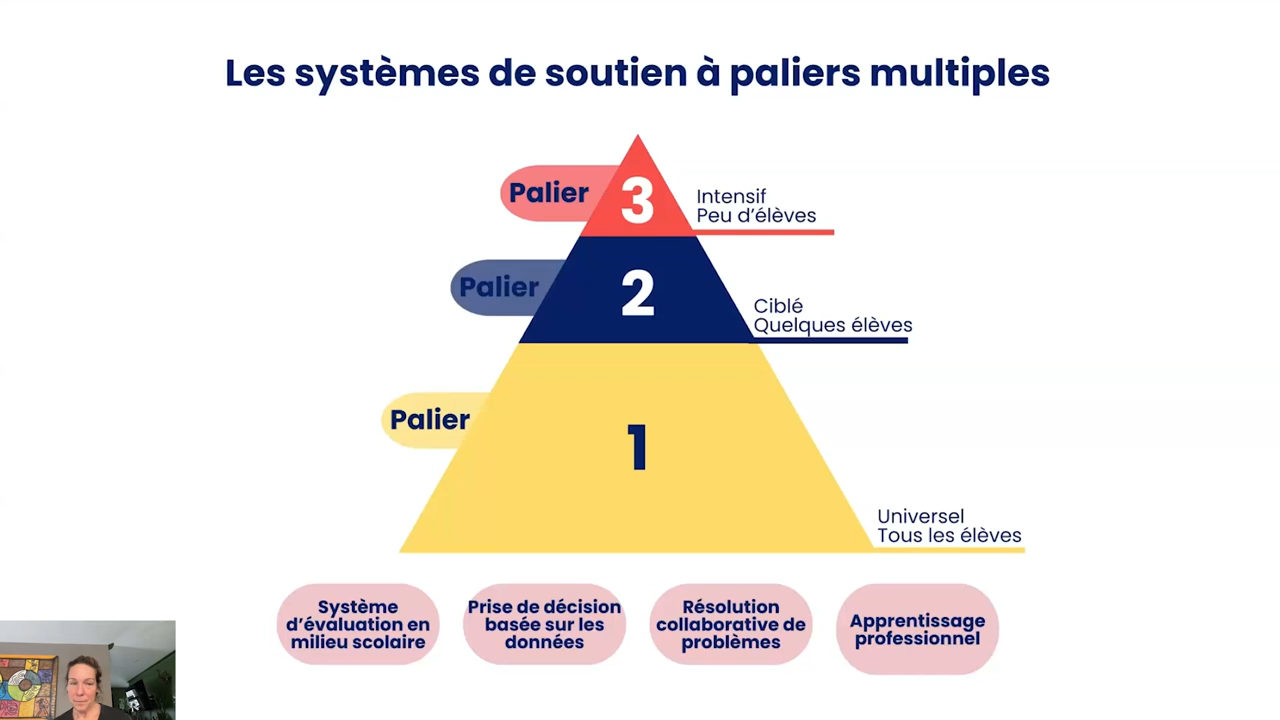 Les systèmes de soutien à paliers multiples
Palier
3
Intensif
Peu d'élèves
Palier
2
Ciblé
Quelques élèves
Palier
1
Universel
Tous les élèves
Système
d'évaluation en
milieu scolaire
Prise de décision
basée sur les
données
Résolution
collaborative de
problèmes
Apprentissage
professionnel